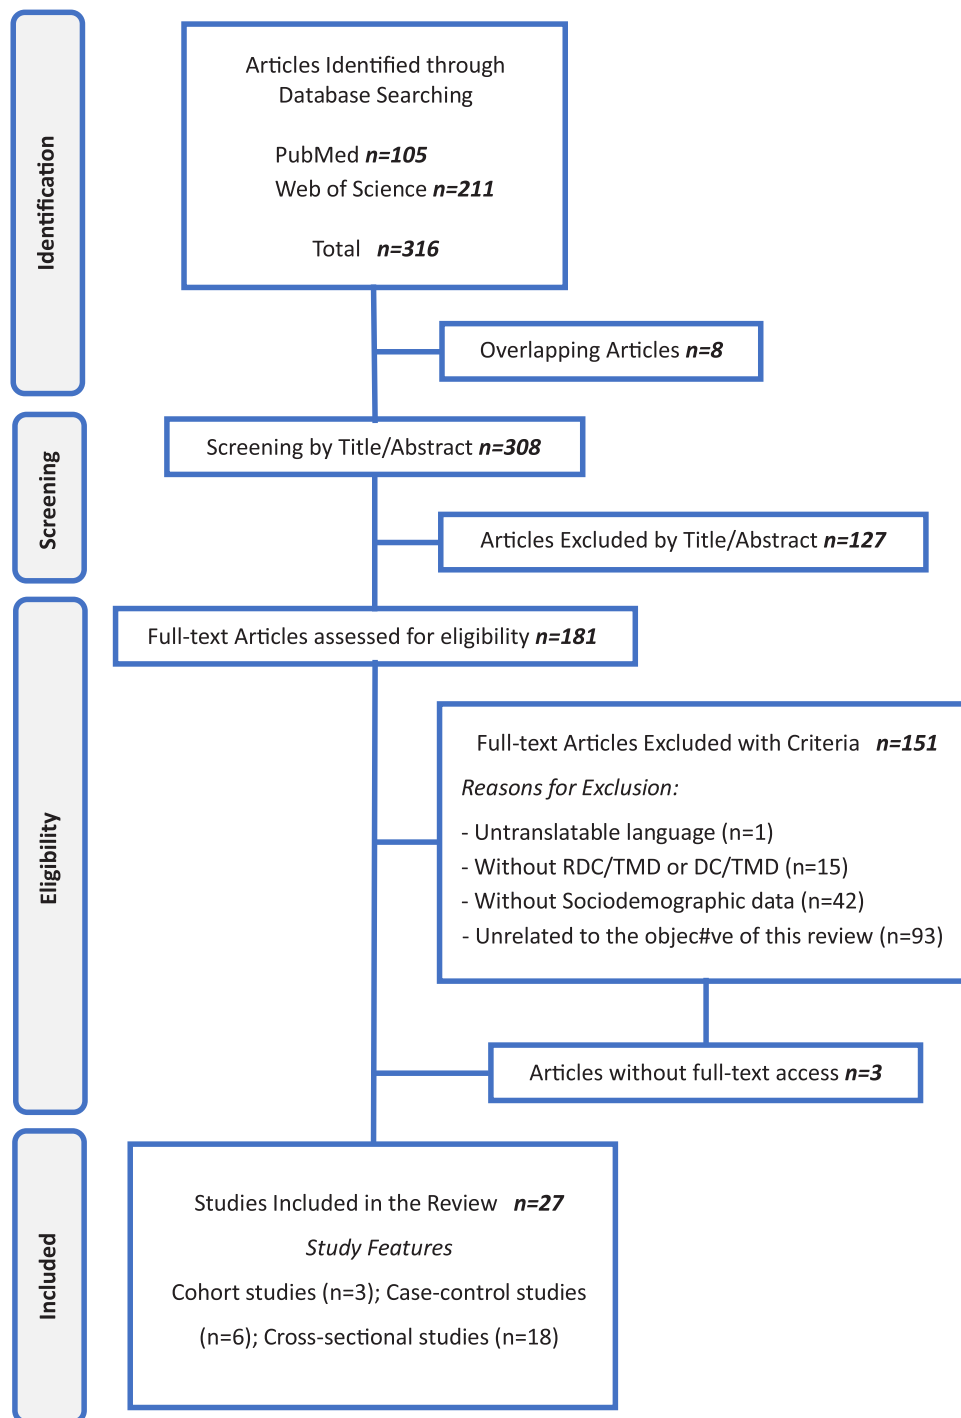 Identification
Articles Identified through
Database Searching
PubMed n=105
Web of Science n=211
Total n=316
Overlapping Articles n=8
Screening
Screening by Title/Abstract n=308
Articles Excluded by Title/Abstract n=127
Eligibility
Full-text Articles assessed for eligibility n=181
Full-text Articles Excluded with Criteria n=151
Reasons for Exclusion:
- Untranslatable language (n=1)
- Without RDC/TMD or DC/TMD (n=15)
- Without Sociodemographic data (n=42)
- Unrelated to the objec#ve of this review (n=93)
Articles without full-text access n=3
Included
Studies Included in the Review n=27
Study Features
Cohort studies (n=3); Case-control studies
(n=6); Cross-sectional studies (n=18)